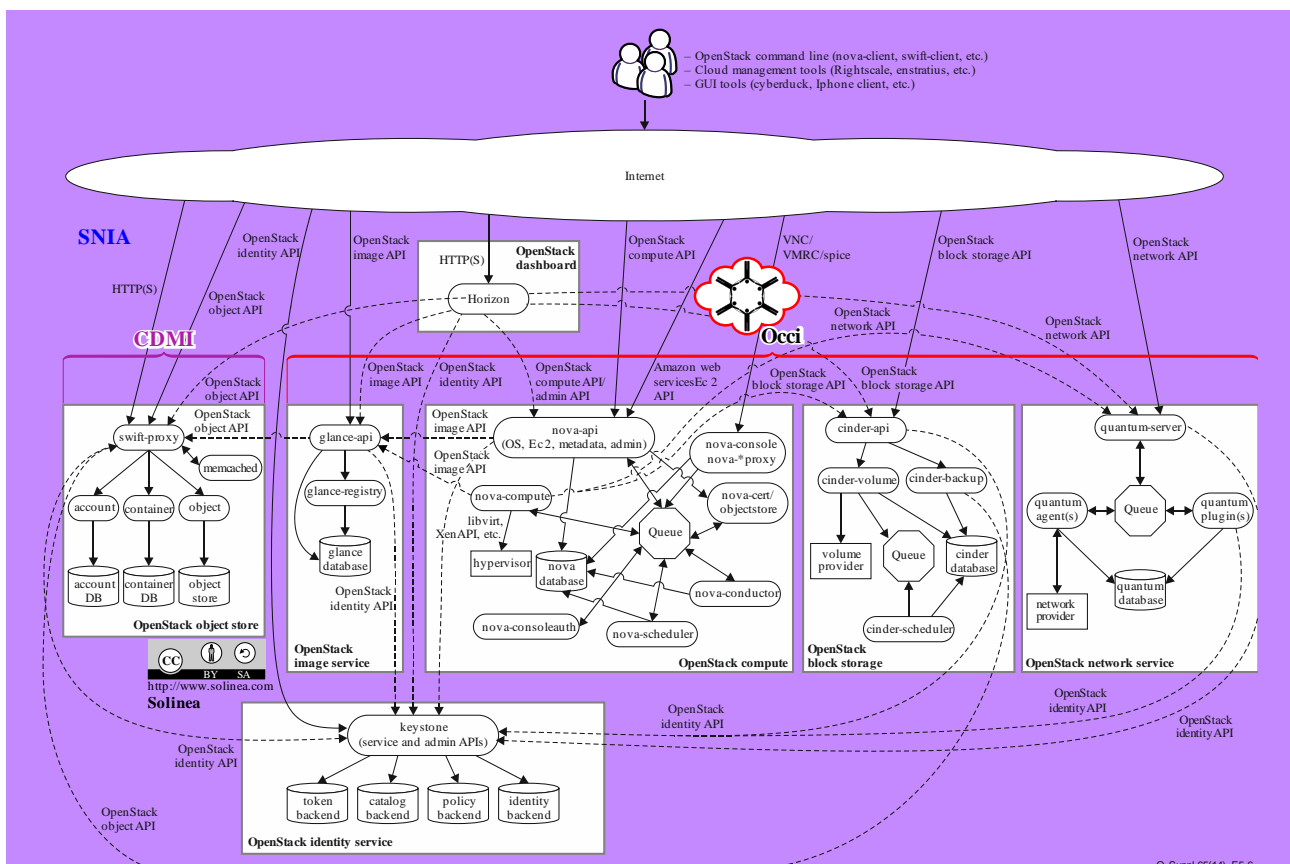 – OpenStack command line (nova-client, swift-client, etc.)
– Cloud management tools (Rightscale, enstratius, etc.)
– GUI tools (cyberduck, Iphone client, etc.)
Internet
SNIA
OpenStack
identity API
OpenStack
image API
HTTP(S)
OpenStack
dashboard
OpenStack
compute API
VNC/
VMRC/spice
OpenStack
block storage API
OpenStack
network API
HTTP(S)
OpenStack
object API
Horizon
OpenStack
network API
OpenStack
network API
CDMI
Occi
OpenStack
object API
OpenStack
image API
OpenStack
identity API
OpenStack
compute API/
admin API
Amazon web
servicesEc 2
API
OpenStack
block storage API
OpenStack
block storage API
swift-proxy
OpenStack
object API
memcached
account
container
object
account
DB
container
DB
object
store
OpenStack object store
glance-api
glance-registry
glance
database
OpenStack
identity API
OpenStack
image service
OpenStack
image API
OpenStack
image API
nova-api
(OS, Ec2, metadata, admin)
nova-console
nova-*proxy
nova-compute
libvirt,
XenAPI, etc.
nova-cert/
objectstore
Queue
hypervisor
nova
database
nova-conductor
nova-consoleauth
nova-scheduler
OpenStack compute
cinder-api
cinder-volume
cinder-backup
volume
provider
Queue
cinder
database
cinder-scheduler
OpenStack
block storage
quantum-server
quantum
agent(s)
Queue
quantum
plugin(s)
network
provider
quantum
database
OpenStack network service
CC
BY SA
http://www.solinea.com
Solinea
OpenStack
identity API
keystone
(service and admin APIs)
token
backend
catalog
backend
policy
backend
identity
backend
OpenStack identity service
OpenStack
identity API
OpenStack
identity API
OpenStack
identity API
OpenStack
object API